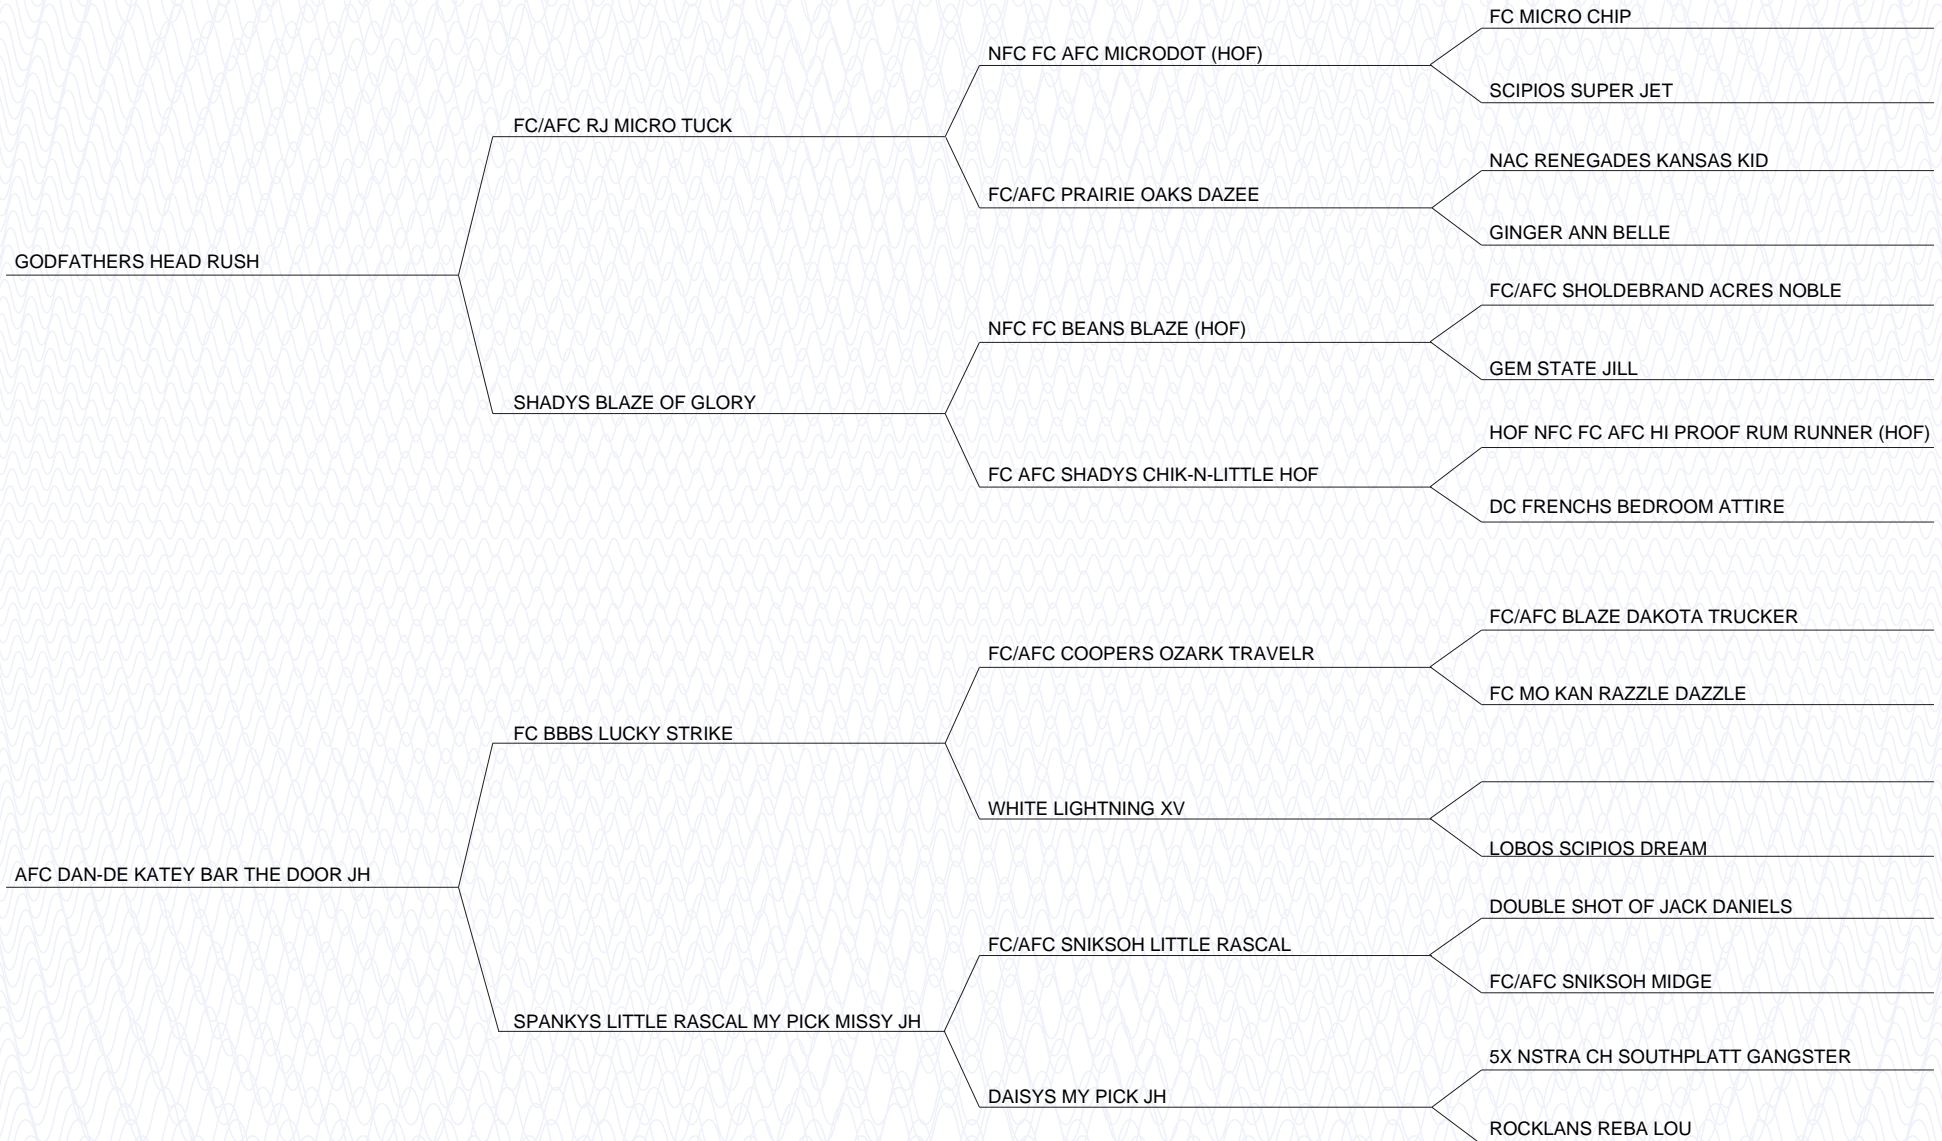 FC MICRO CHIP
NFC FC AFC MICRODOT (HOF)
SCIPIOS SUPER JET
FC/AFC RJ MICRO TUCK
NAC RENEGADES KANSAS KID
FC/AFC PRAIRIE OAKS DAZEE
GINGER ANN BELLE
GODFATHERS HEAD RUSH
FC/AFC SHOLDEBRAND ACRES NOBLE
NFC FC BEANS BLAZE (HOF)
GEM STATE JILL
SHADYS BLAZE OF GLORY
HOF NFC FC AFC HI PROOF RUM RUNNER (HOF)
FC AFC SHADYS CHIK-N-LITTLE HOF
DC FRENCHS BEDROOM ATTIRE
FC/AFC BLAZE DAKOTA TRUCKER
FC/AFC COOPERS OZARK TRAVELR
FC MO KAN RAZZLE DAZZLE
FC BBBS LUCKY STRIKE
WHITE LIGHTNING XV
LOBOS SCIPIOS DREAM
AFC DAN-DE KATEY BAR THE DOOR JH
DOUBLE SHOT OF JACK DANIELS
FC/AFC SNIKSOH LITTLE RASCAL
FC/AFC SNIKSOH MIDGE
SPANKYS LITTLE RASCAL MY PICK MISSY JH
5X NSTRA CH SOUTHPLATT GANGSTER
DAISYS MY PICK JH
ROCKLANS REBA LOU